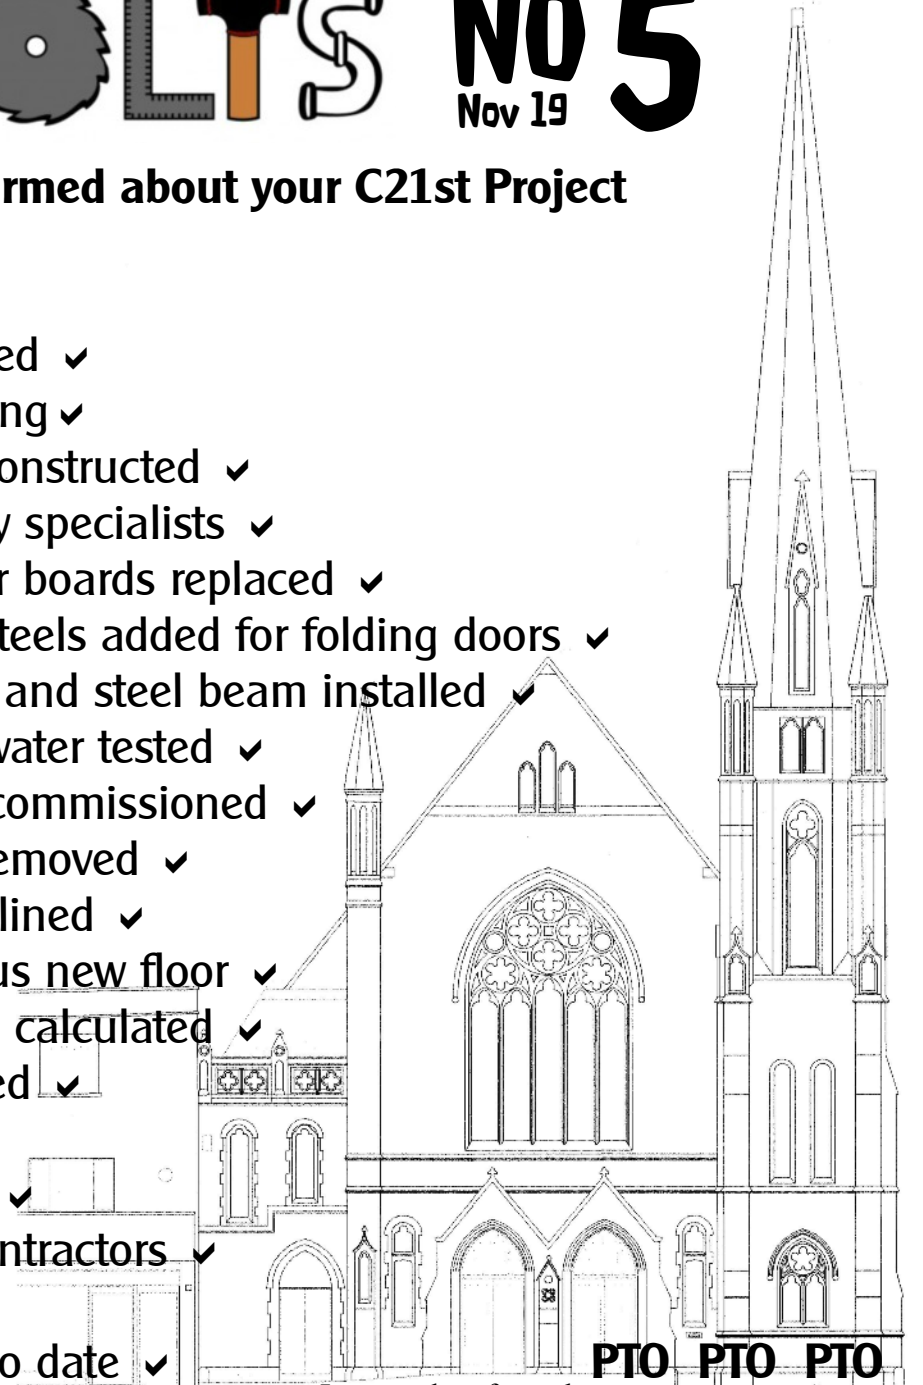 OLTS
No 5
Nov 19
rmed about your C21st Project
ed ✓
ng ✓
onstructed ✓
y specialists ✓
r boards replaced ✓
teels added for folding doors ✓
and steel beam installed ✓
vater tested ✓
commissioned ✓
emoved ✓
lined ✓
us new floor ✓
calculated ✓
ed ✓
✓
ntractors ✓
o date ✓
PTO PTO PTO